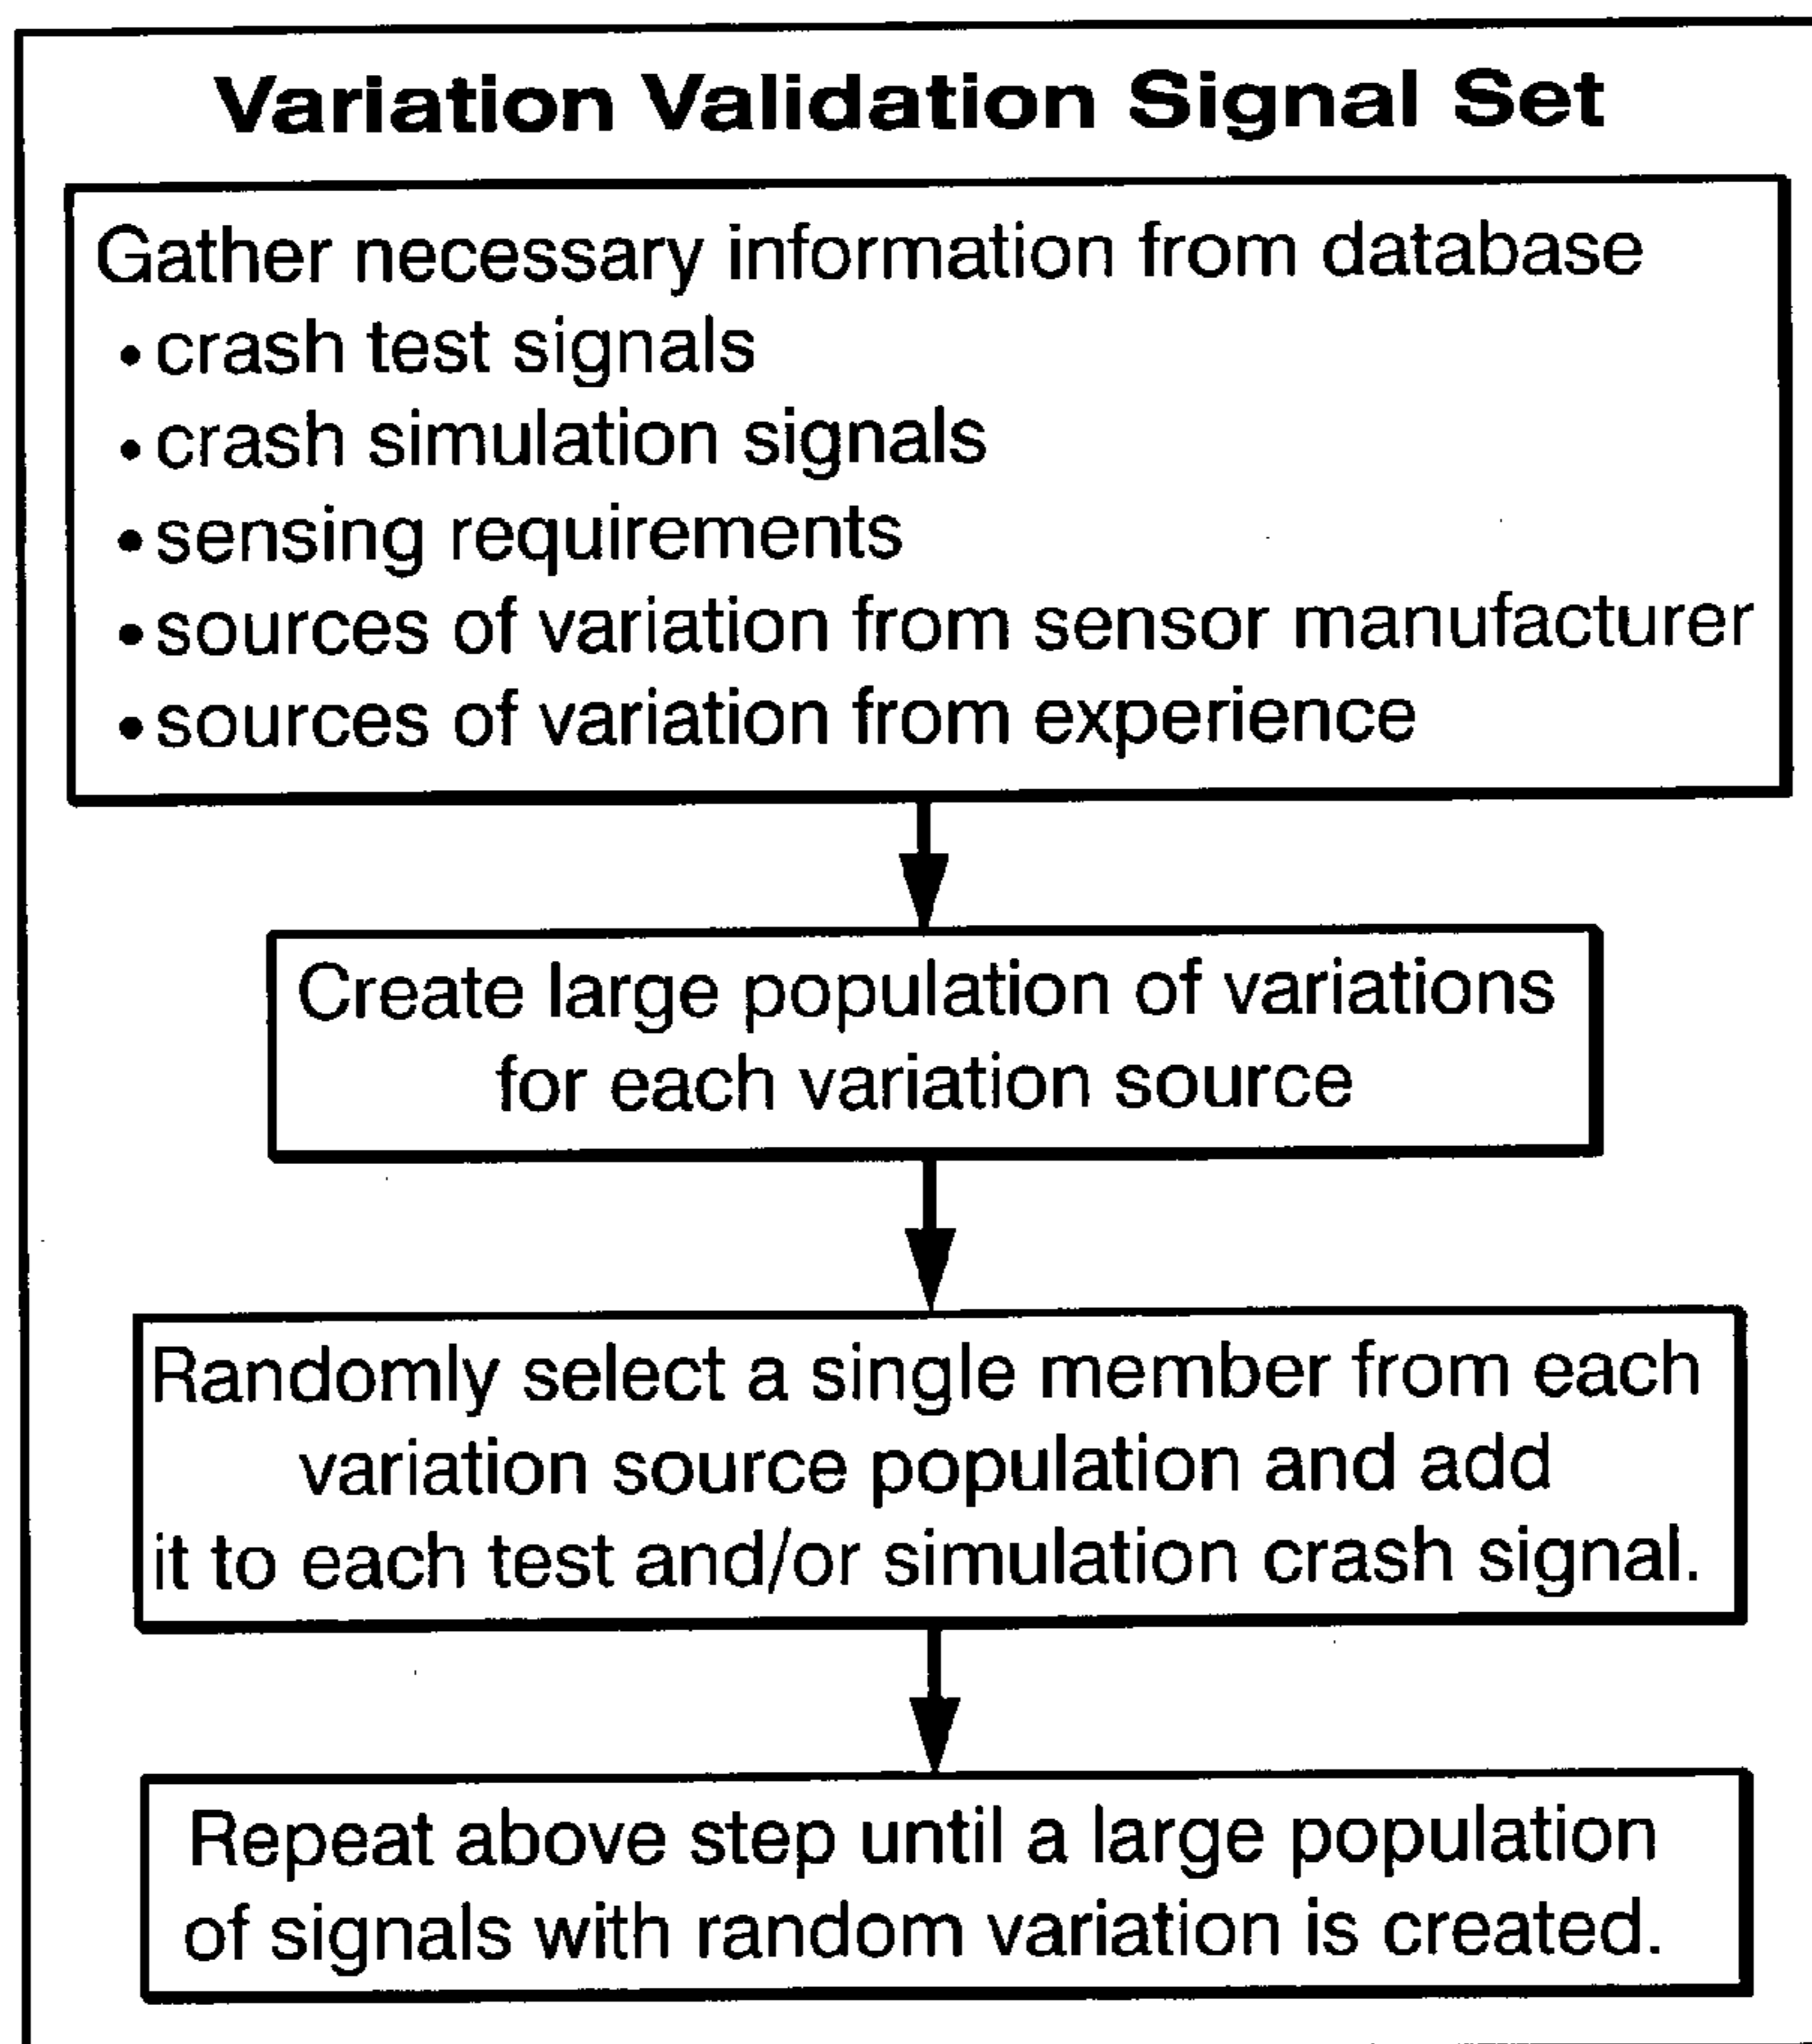 Variation Validation Signal Set
Gather necessary information from database
• crash test signals
• crash simulation signals
• sensing requirements
• sources of variation from sensor manufacturer
• sources of variation from experience
Create large population of variations
for each variation source
Randomly select a single member from each
variation source population and add
it to each test and/or simulation crash signal.
Repeat above step until a large population
of signals with random variation is created.